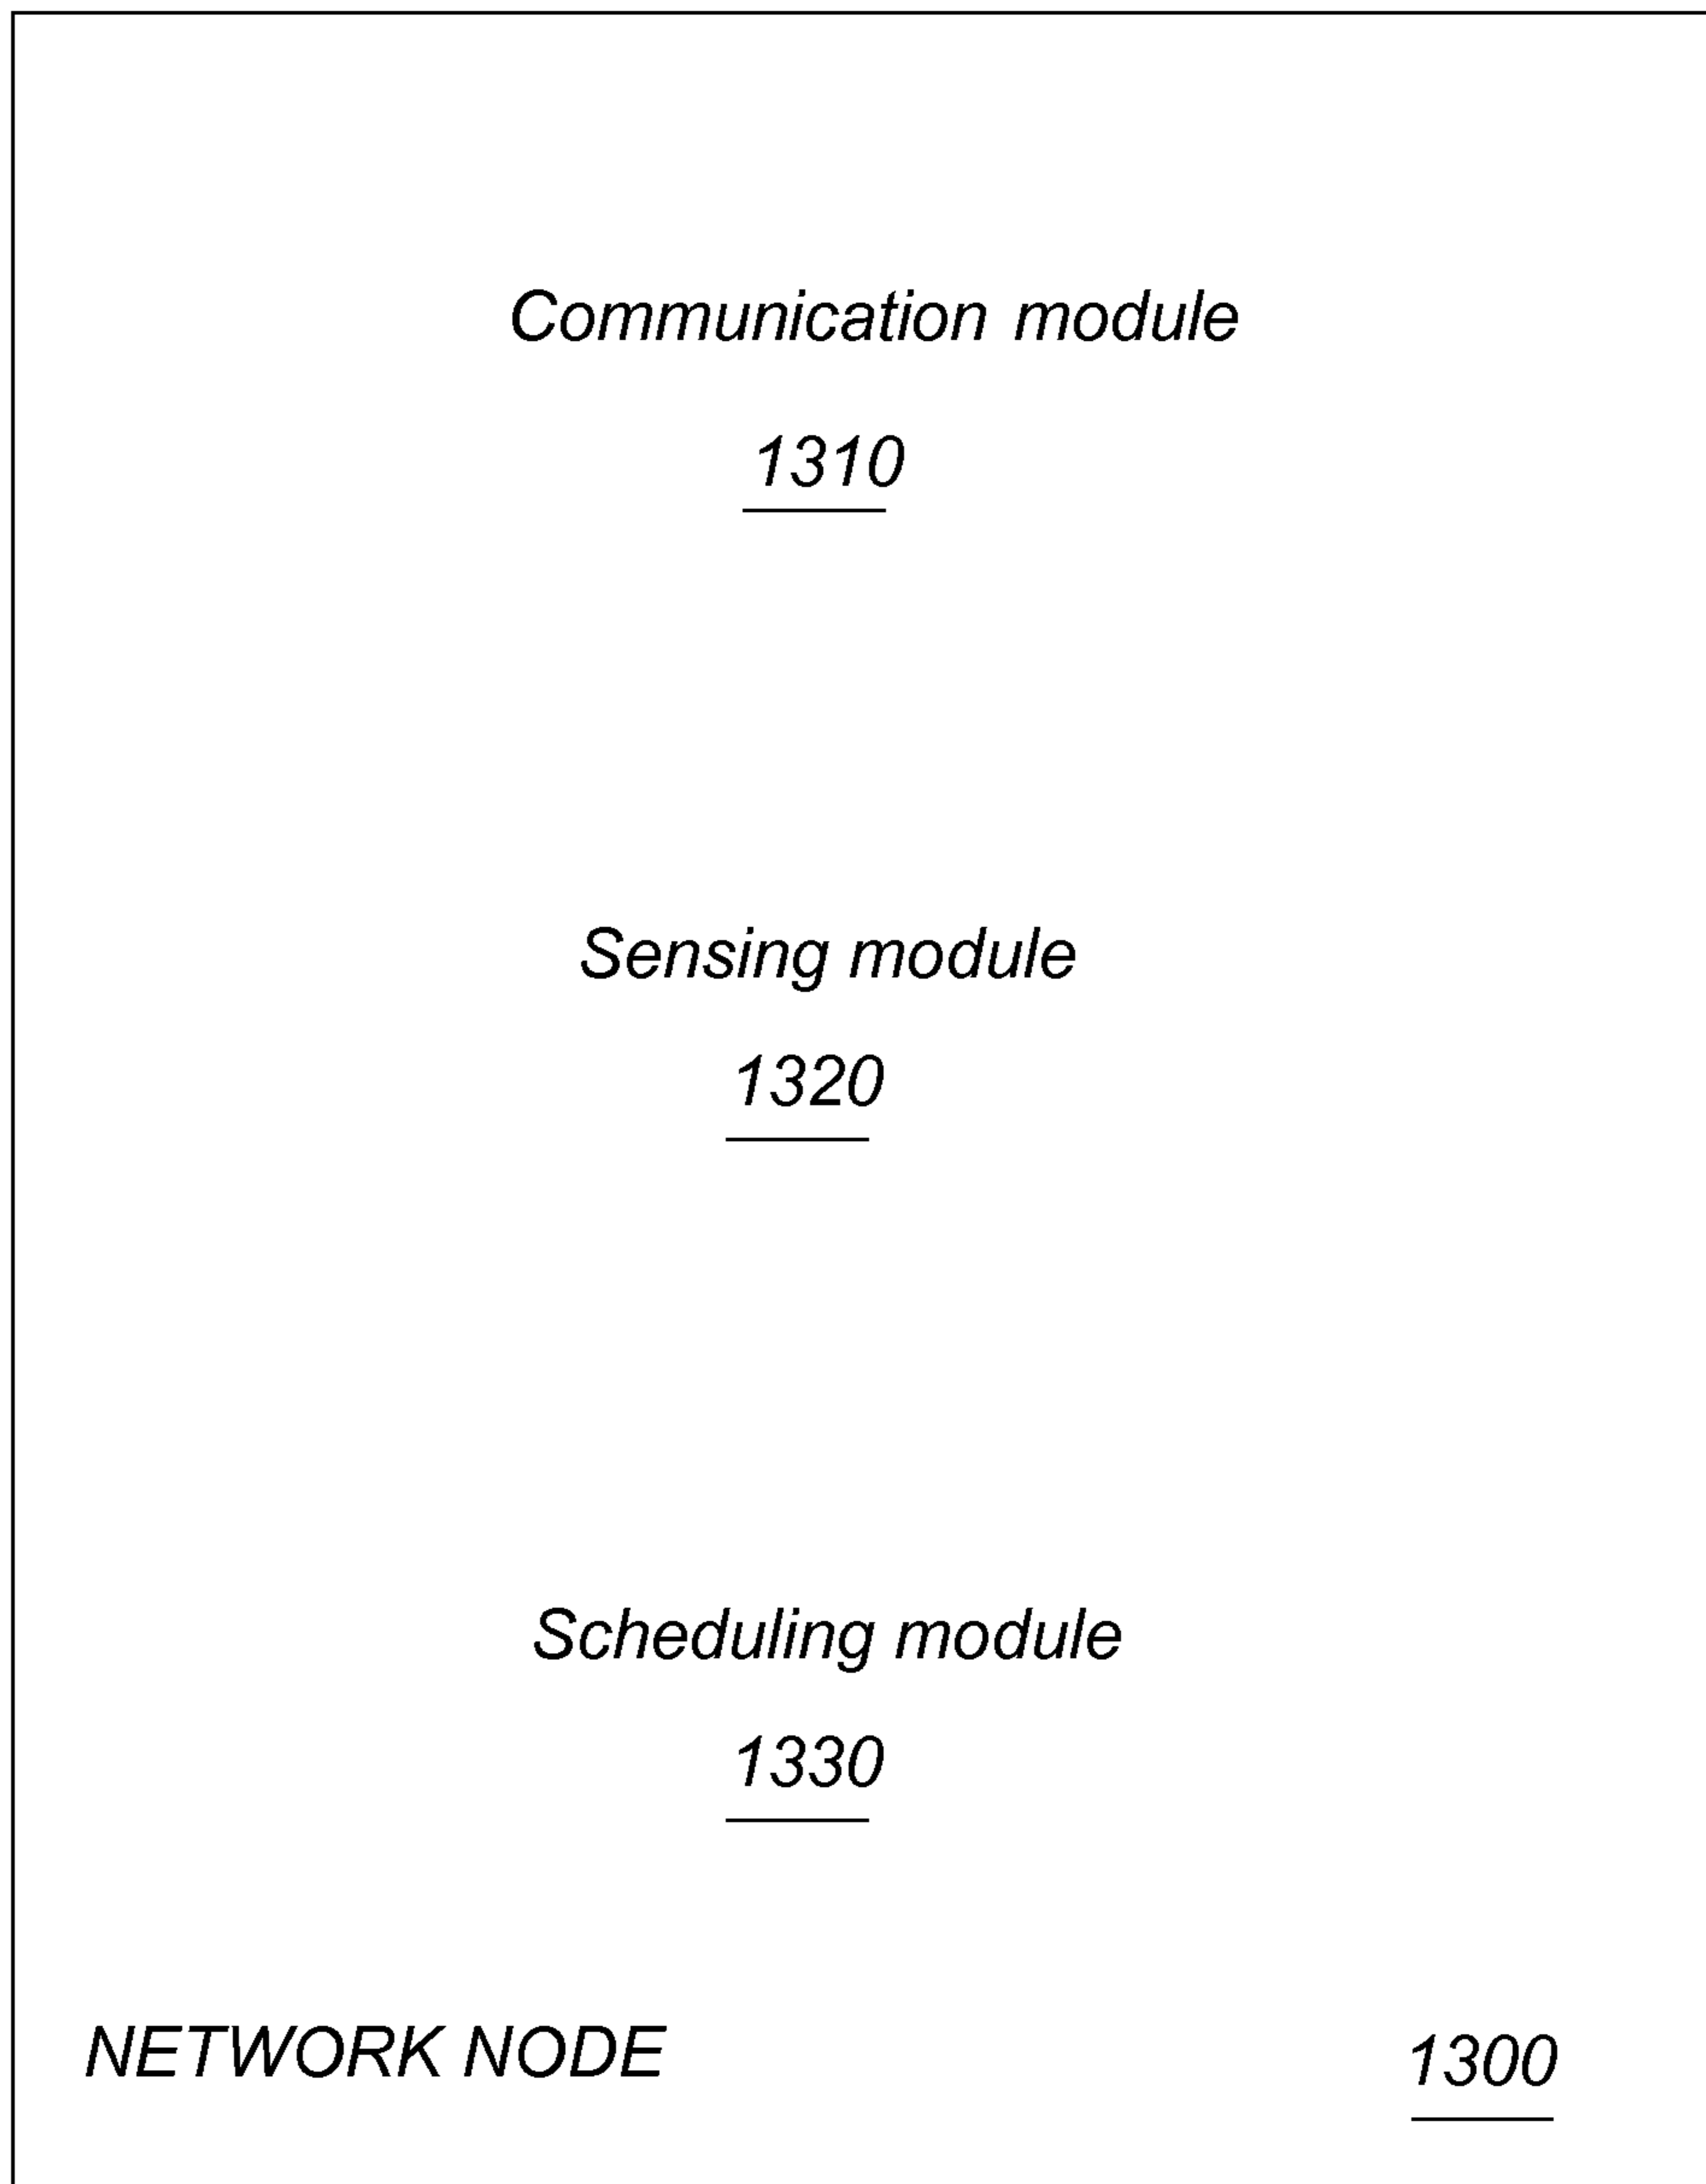 Communication module
1310
Sensing module
1320
Scheduling module
1330
NETWORK NODE 1300